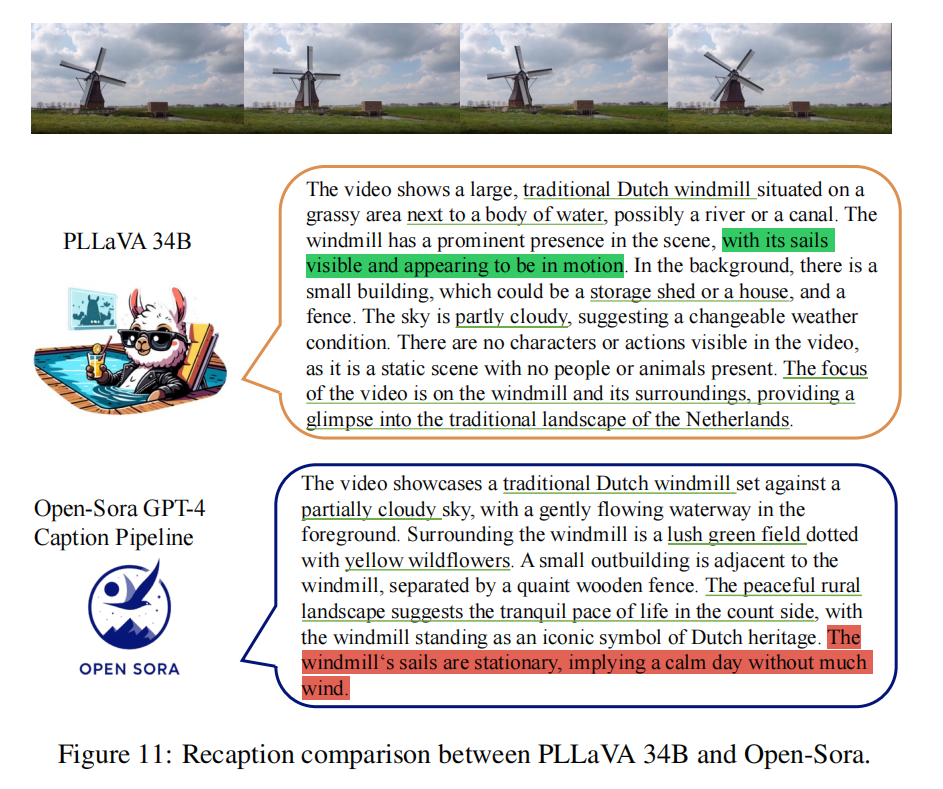 PLLaVA 34B
The video shows a large, traditional Dutch windmill situated on a
grassy area next to a body of water, possibly a river or a canal. The
windmill has a prominent presence in the scene, with its sails
visible and appearing to be in motion. In the background, there is a
small building, which could be a storage shed or a house, and a
fence. The sky is partly cloudy, suggesting a changeable weather
condition. There are no characters or actions visible in the video,
as it is a static scene with no people or animals present. The focus
of the video is on the windmill and its surroundings, providing a
glimpse into the traditional landscape of the Netherlands.
Open-Sora GPT-4
Caption Pipeline
OPEN SORA
The video showcases a traditional Dutch windmill set against a
partially cloudy sky, with a gently flowing waterway in the
foreground. Surrounding the windmill is a lush green field dotted
with yellow wildflowers. A small outbuilding is adjacent to the
windmill, separated by a quaint wooden fence. The peaceful rural
landscape suggests the tranquil pace of life in the count side, with
the windmill standing as an iconic symbol of Dutch heritage. The
windmill‘s sails are stationary, implying a calm day without much
wind.
Figure 11: Recaption comparison between PLLaVA 34B and Open-Sora.